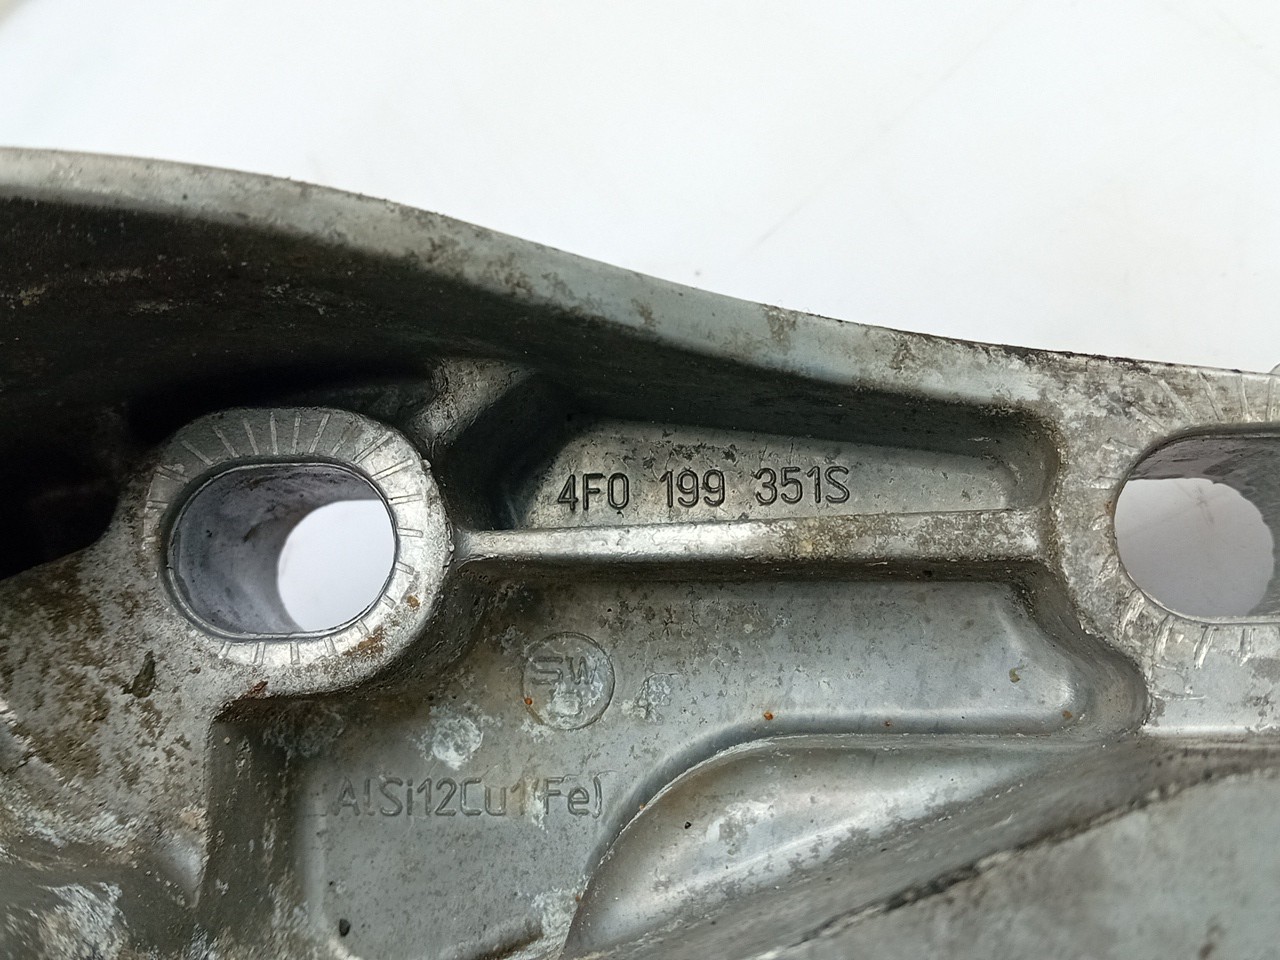 4F0 199 351S
SW
AlSi12Cu1(Fe)